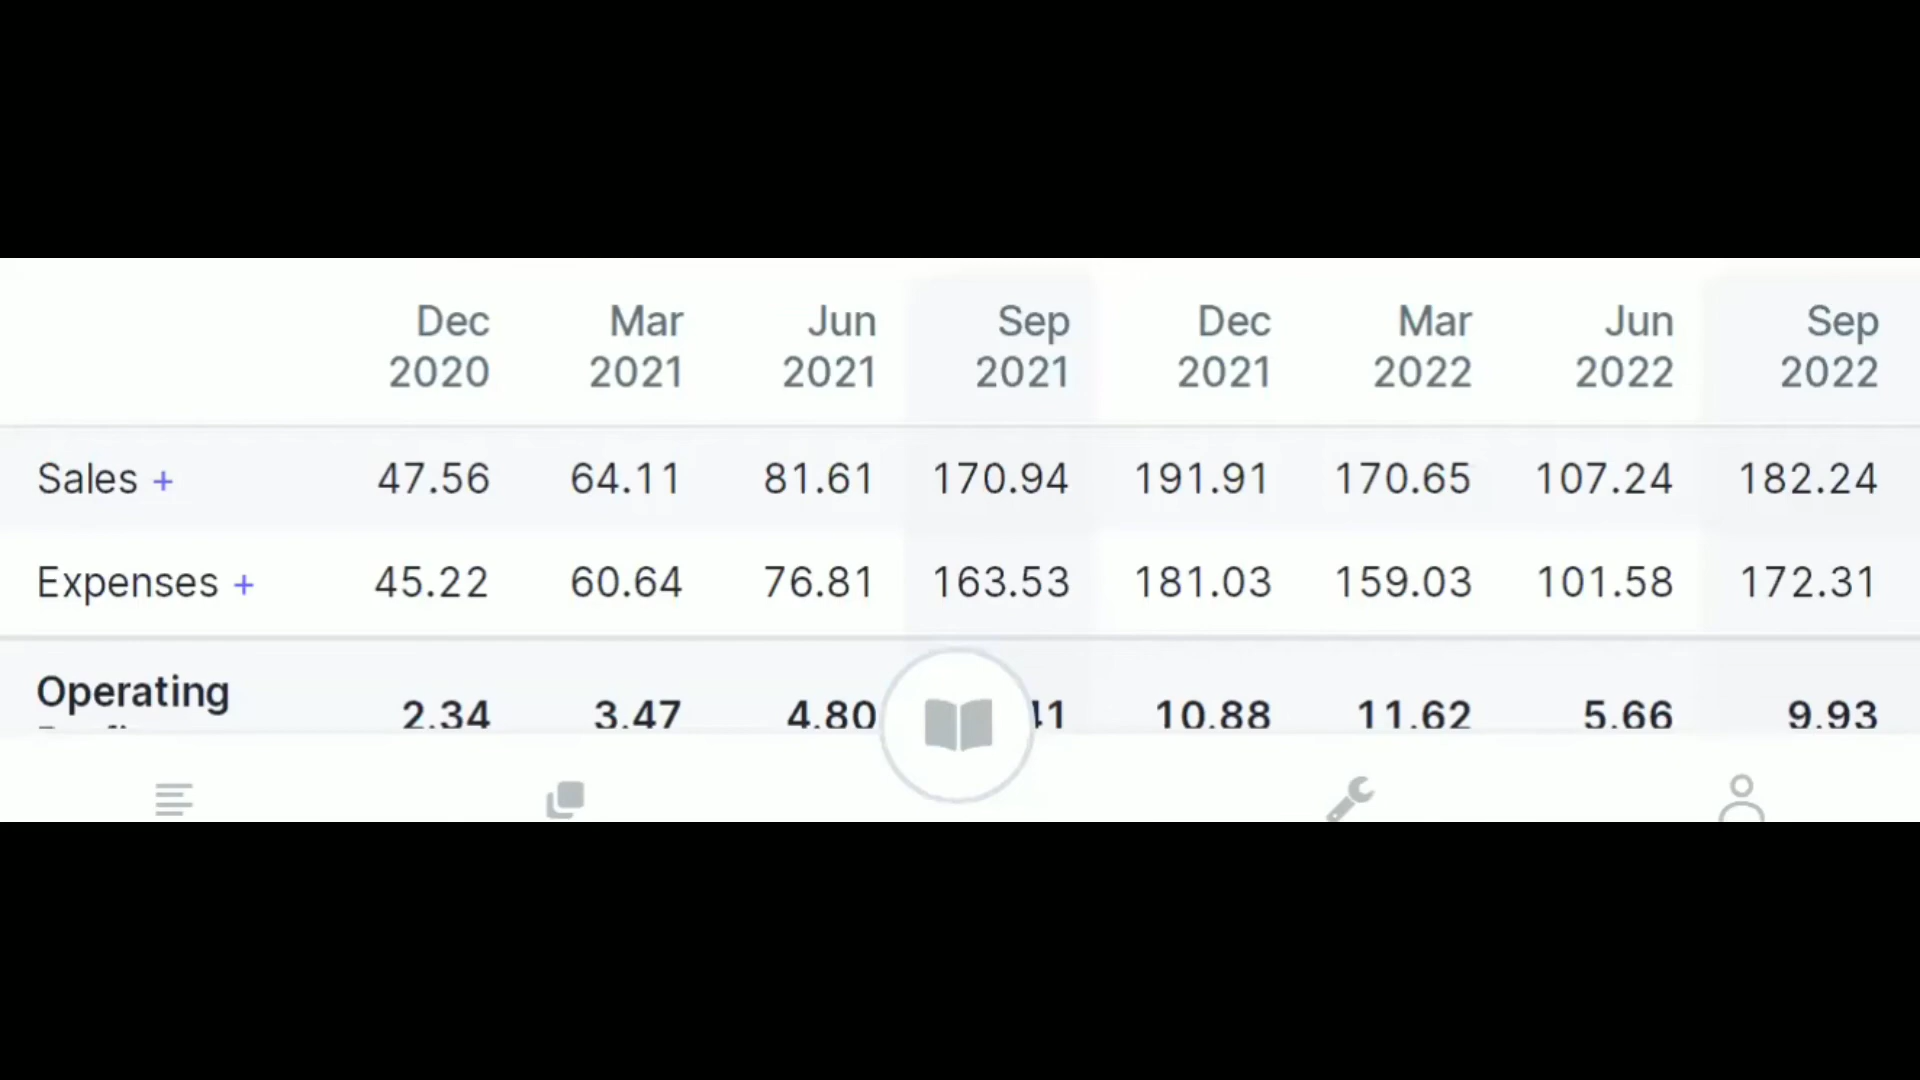 Dec Mar Jun Sep Dec Mar Jun Sep
2020 2021 2021 2021 2021 2022 2022 2022
Sales + 47.56 64.11 81.61 170.94 191.91 170.65 107.24 182.24
Expenses + 45.22 60.64 76.81 163.53 181.03 159.03 101.58 172.31
Operating 2.34 3.47 4.80 41 10.88 11.62 5.66 9.93